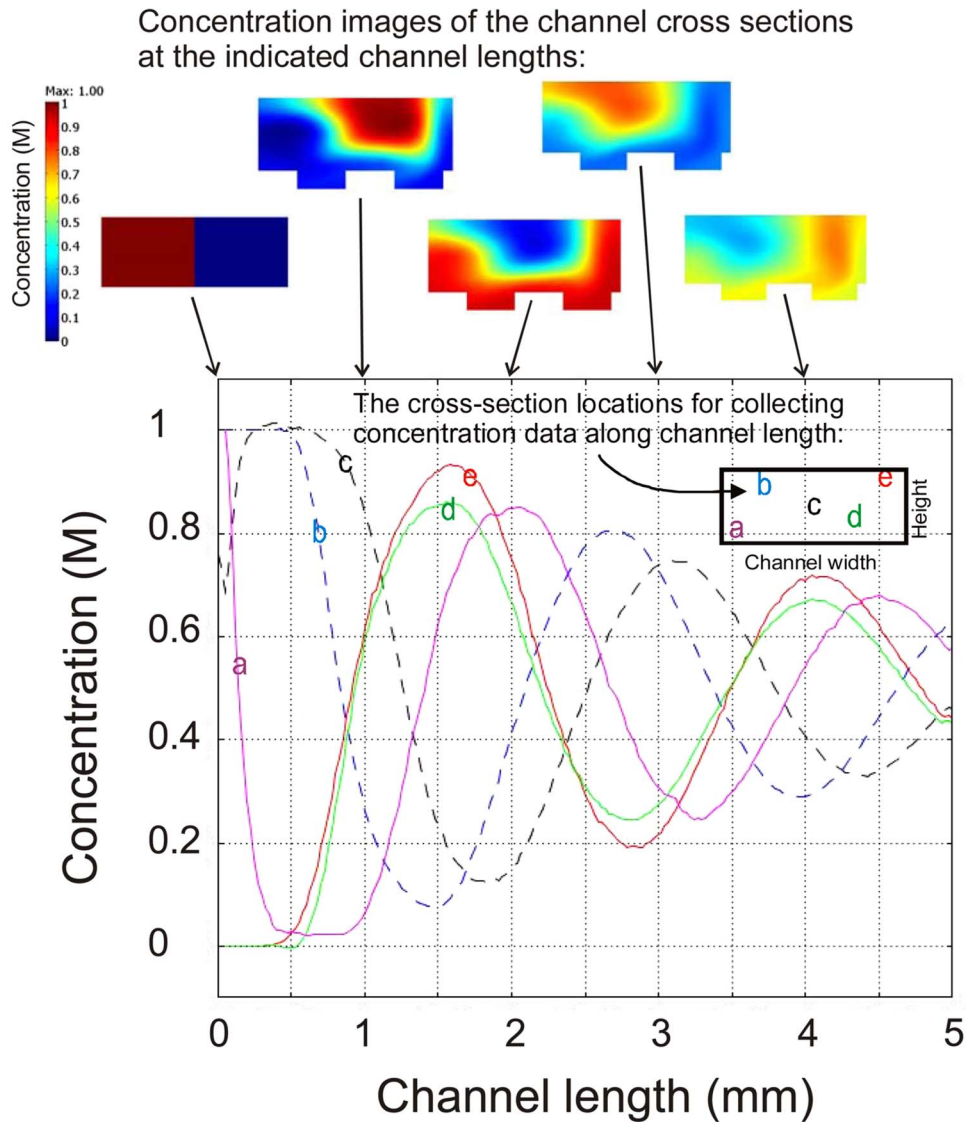 Concentration images of the channel cross sections
at the indicated channel lengths:
Max: 1.00
Concentration (M)
1
0.9
0.8
0.7
0.6
0.5
0.4
0.3
0.2
0.1
0
The cross-section locations for collecting
concentration data along channel length:
b
e
c
d
a
Height
Channel width
c
e
d
b
a
Concentration (M)
1
0.8
0.6
0.4
0.2
0
0
1
2
3
4
5
Channel length (mm)